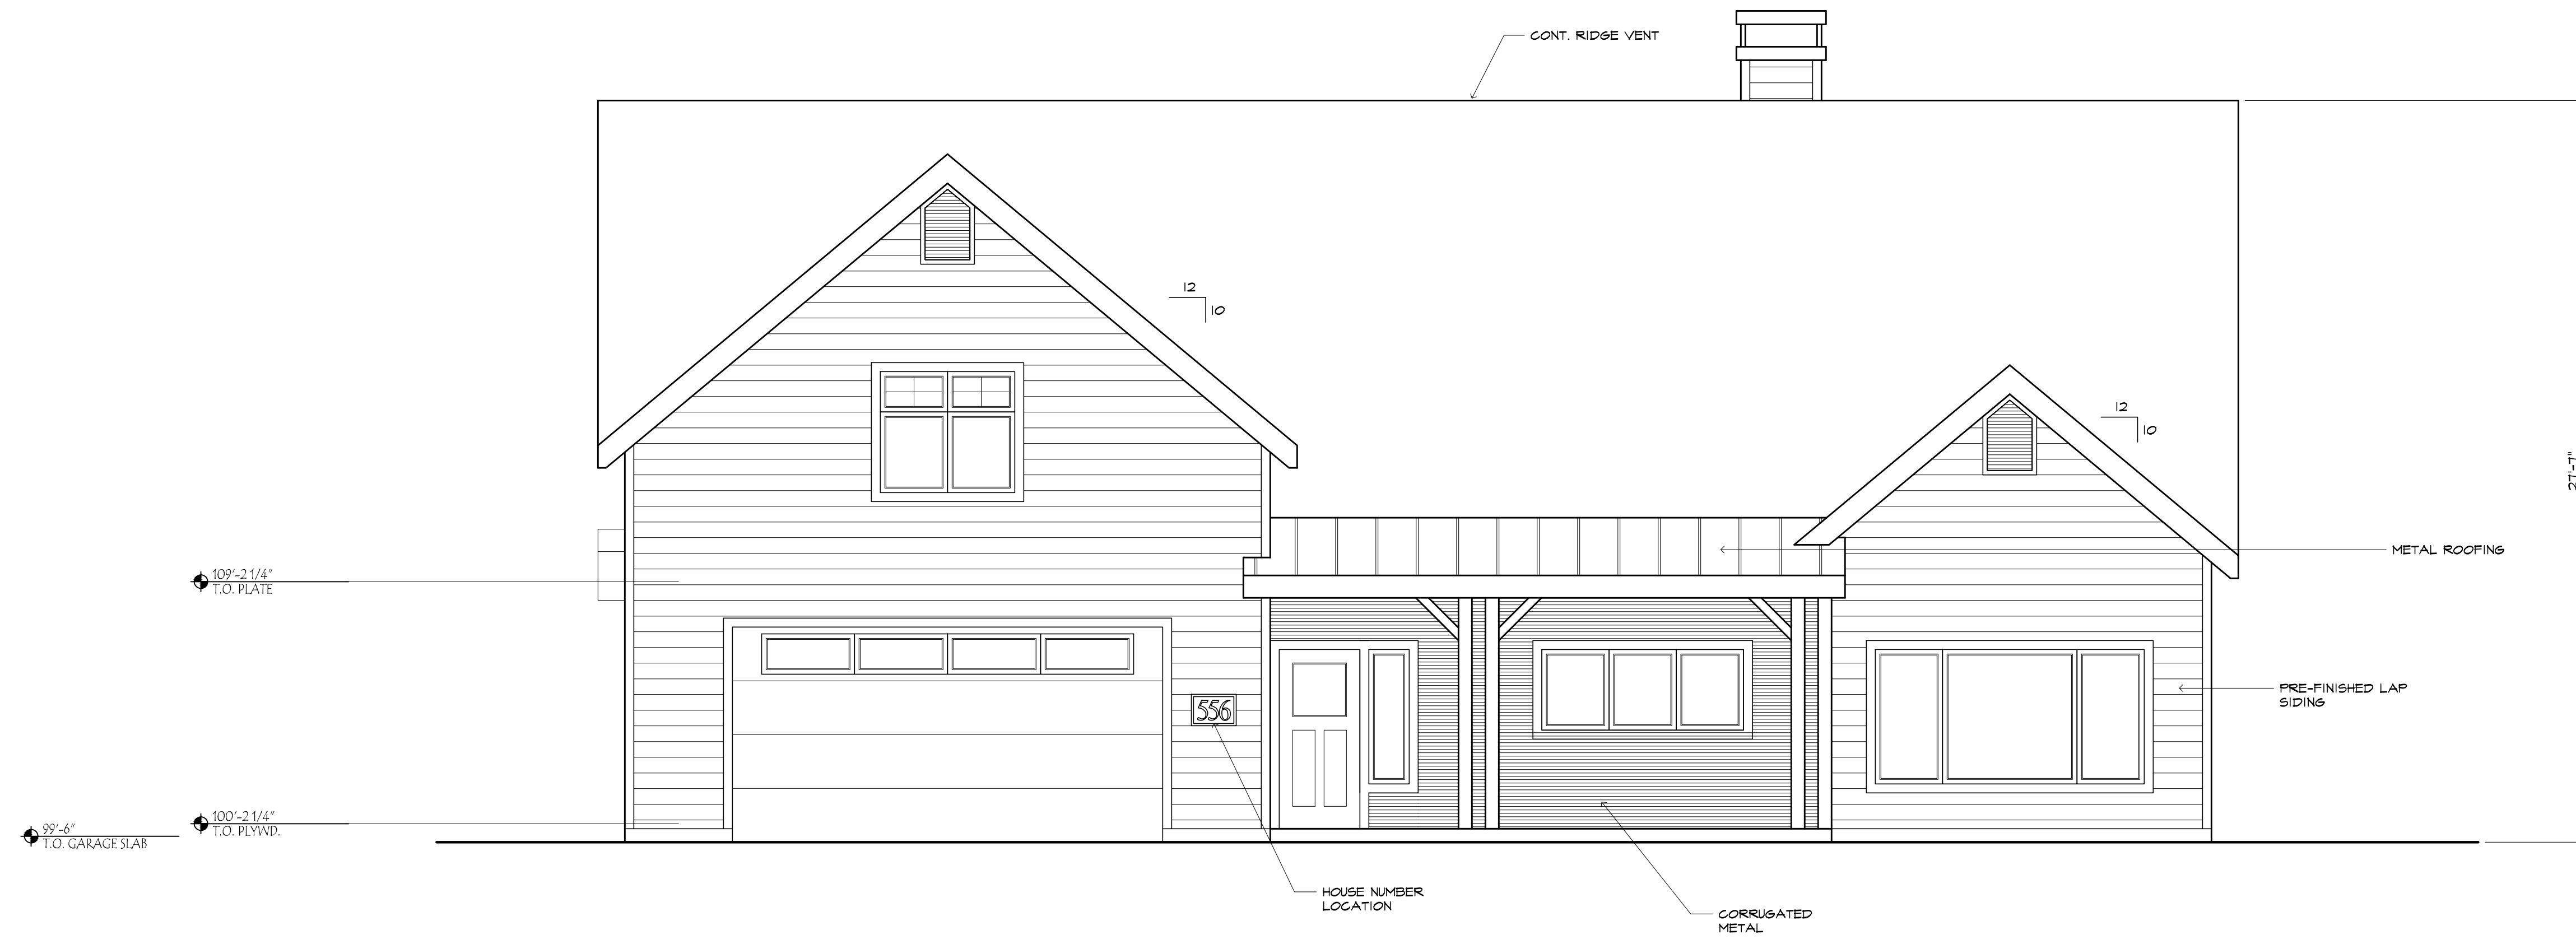 CONT. RIDGE VENT
12
10
12
10
27'-7"
METAL ROOFING
109'-2 1/4"
T.O. PLATE
PRE-FINISHED LAP
SIDING
556
100'-2 1/4"
T.O. PLYWD.
99'-6"
T.O. GARAGE SLAB
HOUSE NUMBER
LOCATION
CORRUGATED
METAL